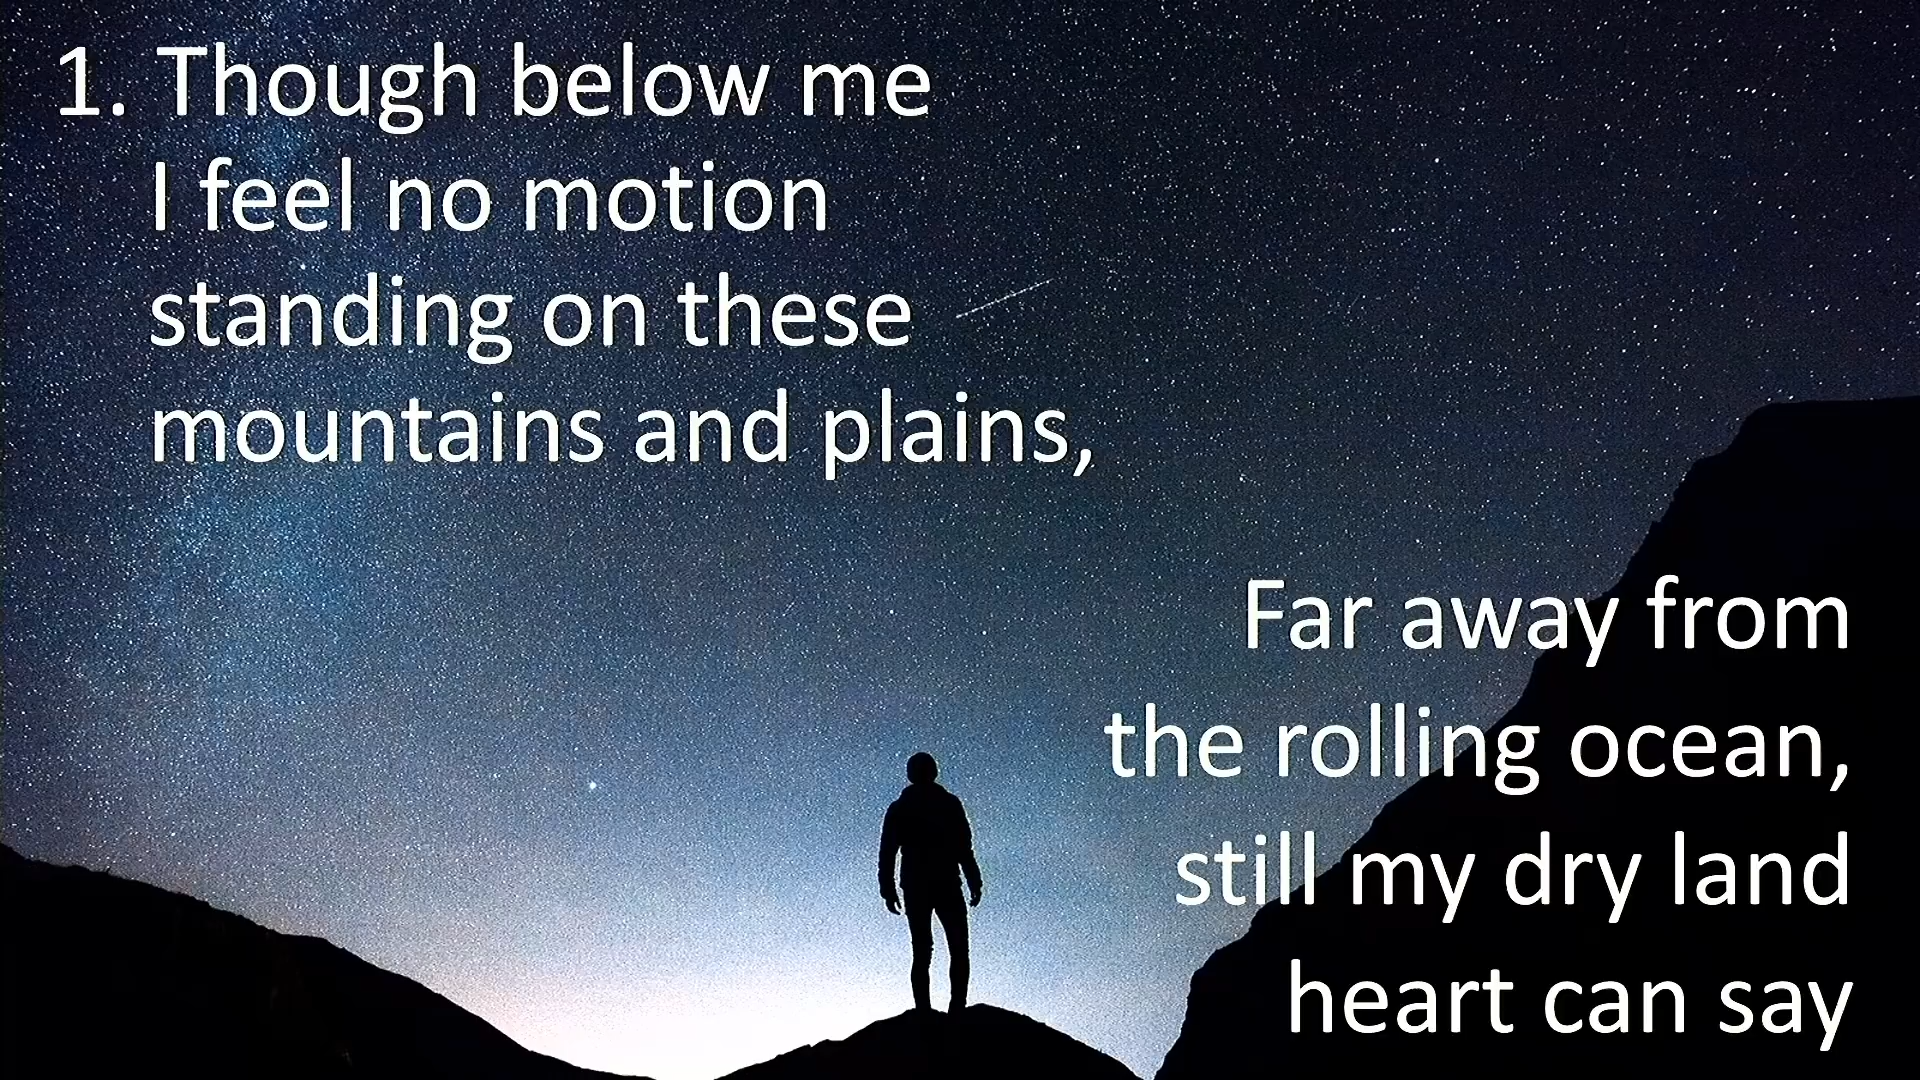 1. Though below me
I feel no motion
standing on these
mountains and plains,
Far away from
the rolling ocean,
still my dry land
heart can say